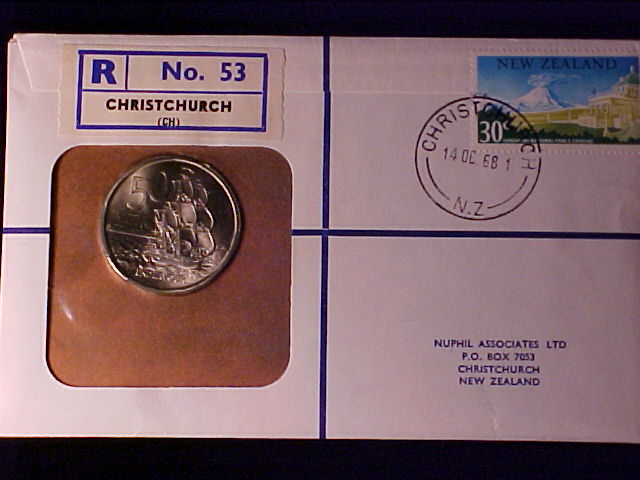 R No. 53
CHRISTCHURCH
(CH)
50
NEW ZEALAND
30c
CHRISTCHURCH
14 OC 68 1
N.Z
NUPHIL ASSOCIATES LTD
P.O. BOX 7053
CHRISTCHURCH
NEW ZEALAND